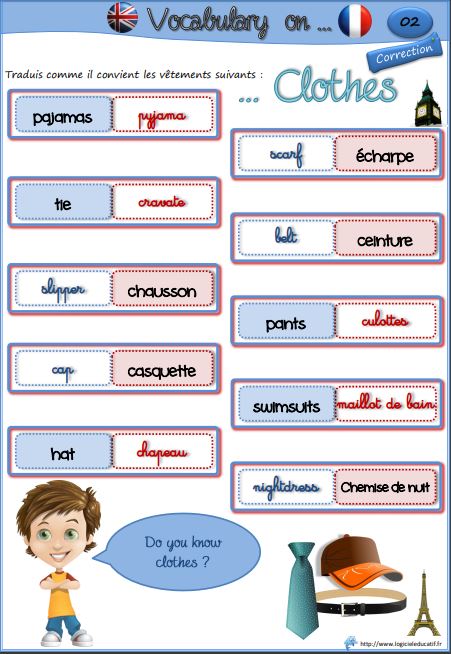 Vocabulary on ...
02
Correction
Traduis comme il convient les vêtements suivants :
... Clothes
pajamas pyjama
scarf écharpe
tie cravate
belt ceinture
slipper chausson
pants culottes
cap casquette
swimsuits maillot de bain
hat chapeau
nightdress Chemise de nuit
Do you know
clothes ?
http://www.logicieleducatif.fr